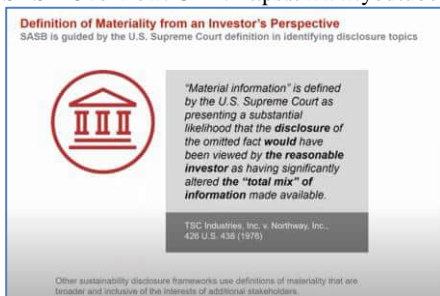 Definition of Materiality from an Investor's Perspective
SASB is guided by the U.S. Supreme Court definition in identifying disclosure topics
"Material information" is defined
by the U.S. Supreme Court as
presenting a substantial
likelihood that the disclosure of
the omitted fact would have
been viewed by the reasonable
investor as having significantly
altered the "total mix" of
information made available.
TSC Industries, Inc. v. Northway, Inc.,
426 U.S. 438 (1976)
Other sustainability disclosure frameworks use definitions of materiality that are
broader and inclusive of the interests of additional stakeholders.